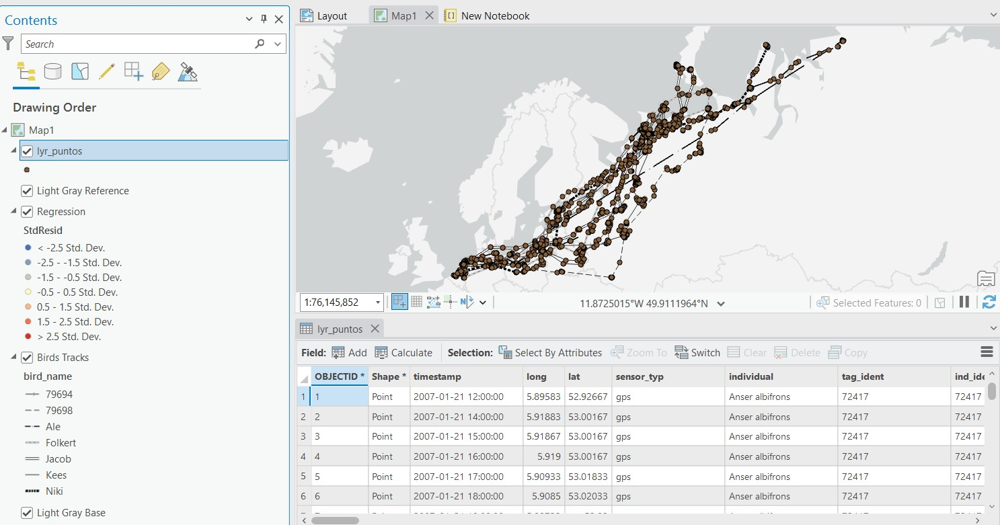 Contents
Search
Drawing Order
Map1
lyr_puntos
Light Gray Reference
Regression
StdResid
< -2.5 Std. Dev.
-2.5 - -1.5 Std. Dev.
-1.5 - -0.5 Std. Dev.
-0.5 - 0.5 Std. Dev.
0.5 - 1.5 Std. Dev.
1.5 - 2.5 Std. Dev.
> 2.5 Std. Dev.
Birds Tracks
bird_name
79694
79698
Ale
Folkert
Jacob
Kees
Niki
Light Gray Base
Layout Map1 New Notebook
1:76,145,852 11.8725015°W 49.9111964°N Selected Features: 0
lyr_puntos
Field: Add Calculate Selection: Select By Attributes Zoom To Switch Clear Delete Copy
OBJECTID * Shape * timestamp long lat sensor_typ individual tag_ident ind_ide
1 1 Point 2007-01-21 12:00:00 5.89583 52.92667 gps Anser albifrons 72417 72417
2 2 Point 2007-01-21 14:00:00 5.91883 53.00167 gps Anser albifrons 72417 72417
3 3 Point 2007-01-21 15:00:00 5.91867 53.00167 gps Anser albifrons 72417 72417
4 4 Point 2007-01-21 16:00:00 5.919 53.00167 gps Anser albifrons 72417 72417
5 5 Point 2007-01-21 17:00:00 5.90933 53.01833 gps Anser albifrons 72417 72417
6 6 Point 2007-01-21 18:00:00 5.9085 53.02033 gps Anser albifrons 72417 72417